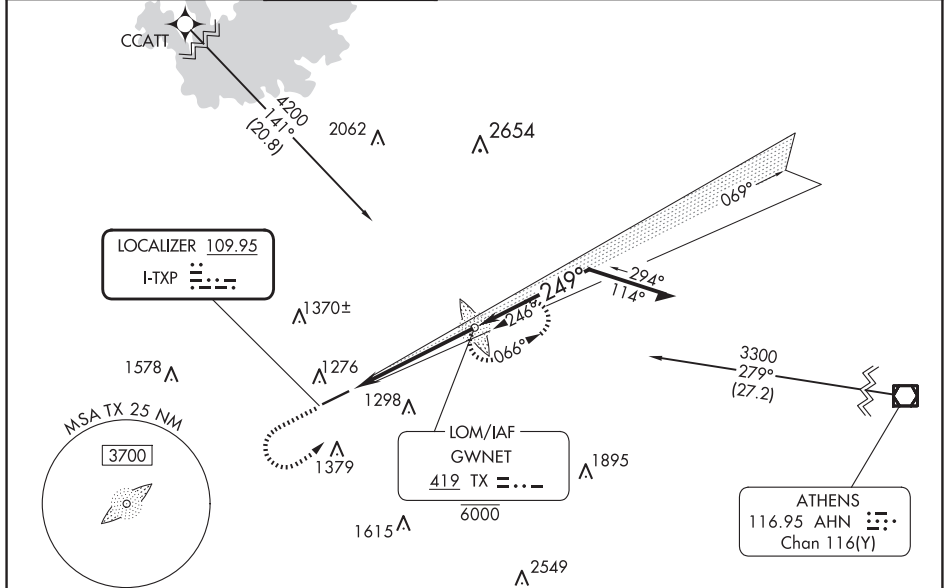 CCATT
4200
141°
(20.8)
2062
2654
069°
LOCALIZER 109.95
I-TXP
249°
294°
114°
246°
066°
1370±
1578
1276
1298
3300
279°
(27.2)
MSA TX 25 NM
3700
1379
LOM/IAF
GWNET
419 TX
6000
1895
1615
ATHENS
116.95 AHN
Chan 116(Y)
2549